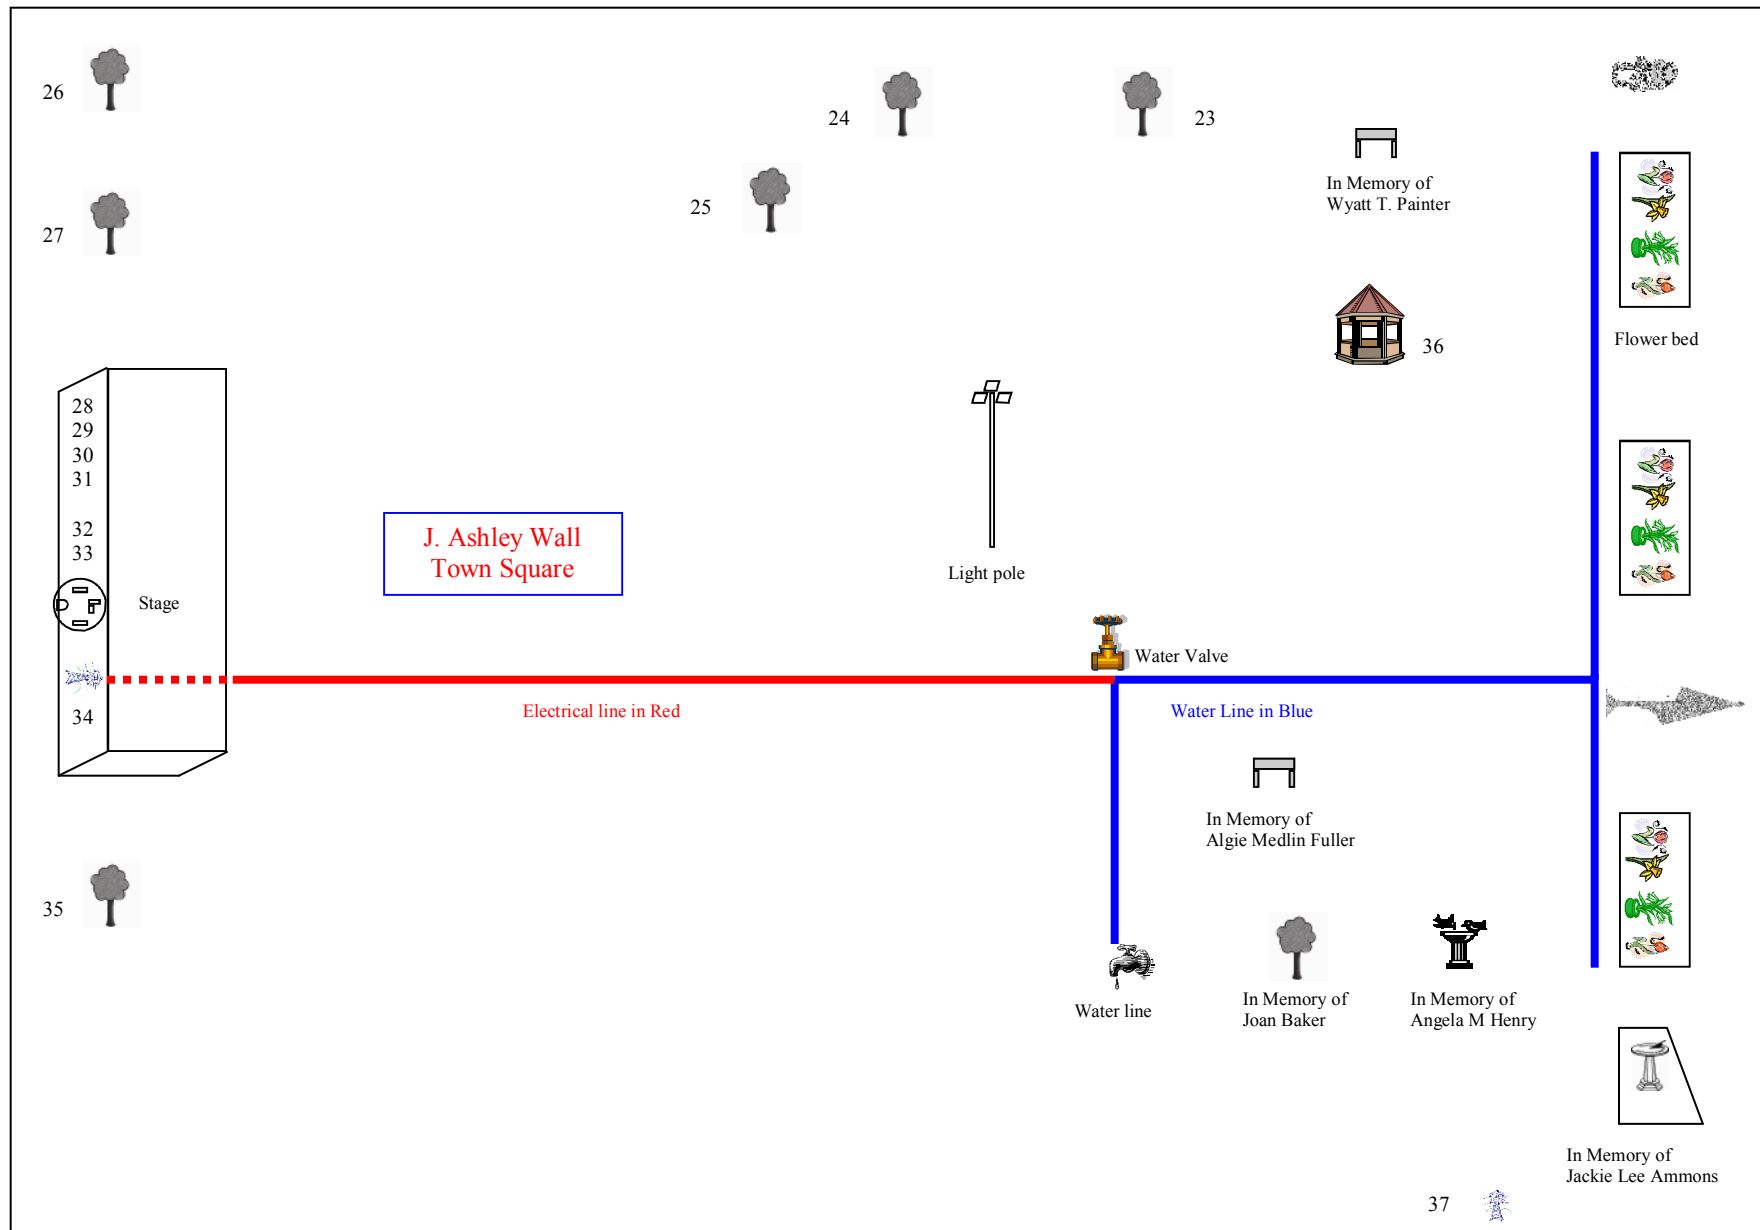 26
24
23
In Memory of
Wyatt T. Painter
25
27
36
Flower bed
28
29
30
31
32
33
J. Ashley Wall
Town Square
Light pole
Stage
Water Valve
34
Electrical line in Red
Water Line in Blue
In Memory of
Algie Medlin Fuller
35
Water line
In Memory of
Joan Baker
In Memory of
Angela M Henry
In Memory of
Jackie Lee Ammons
37